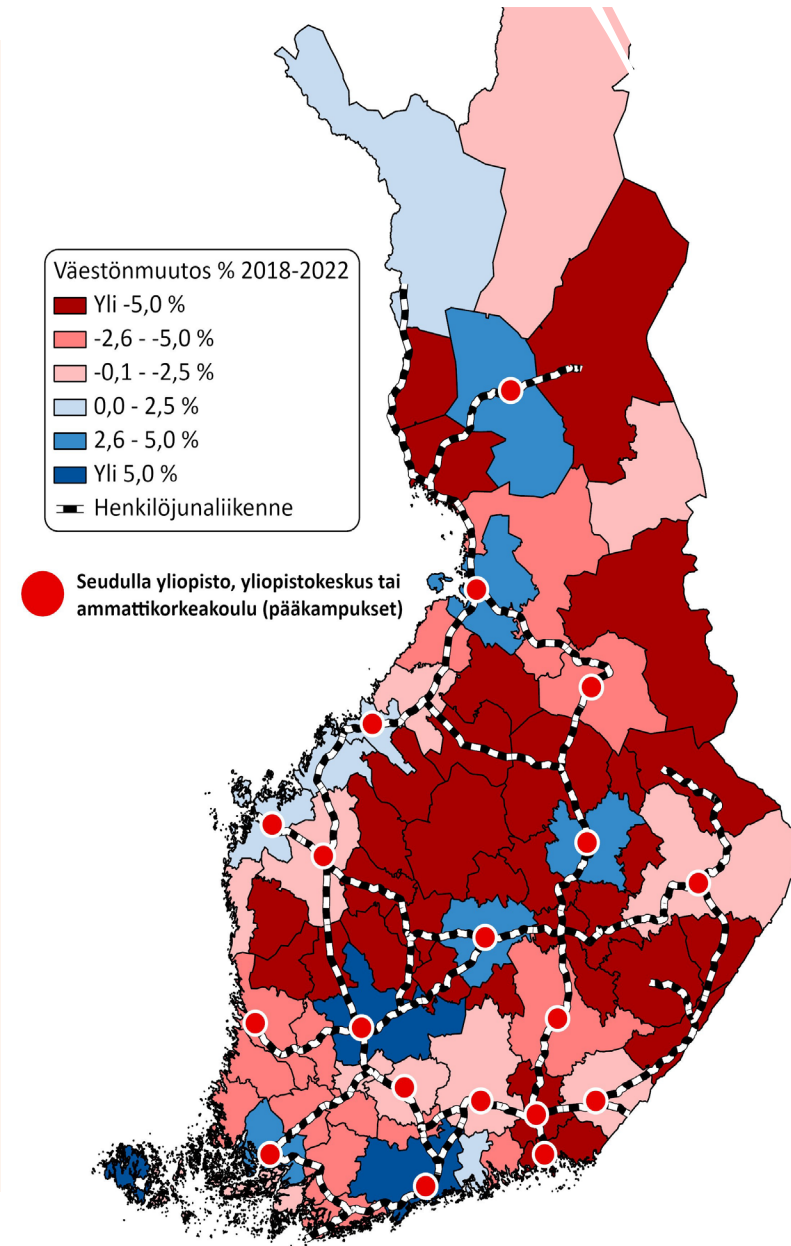 Väestönmuutos % 2018-2022
Yli -5,0 %
-2,6 - -5,0 %
-0,1 - -2,5 %
0,0 - 2,5 %
2,6 - 5,0 %
Yli 5,0 %
Henkilöjunaliikenne
Seudulla yliopisto, yliopistokeskus tai
ammattikorkeakoulu (pääkampukset)